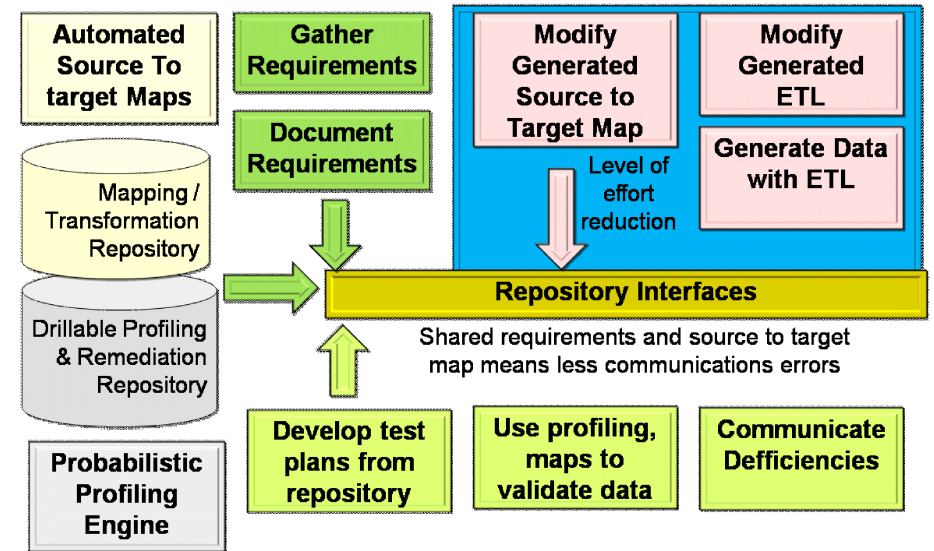 Automated
Source To
target Maps
Gather
Requirements
Document
Requirements
Modify
Generated
Source to
Target Map
Modify
Generated
ETL
Generate Data
with ETL
Level of
effort
reduction
Mapping /
Transformation
Repository
Drillable Profiling
& Remediation
Repository
Repository Interfaces
Shared requirements and source to target
map means less communications errors
Probabilistic
Profiling
Engine
Develop test
plans from
repository
Use profiling,
maps to
validate data
Communicate
Defficiencies